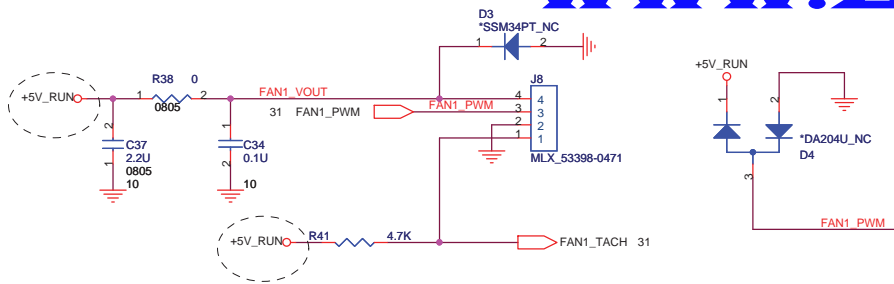 D3
*SSM34PT_NC
1
2
R38 0
+5V_RUN
1
2
0805
FAN1_VOUT
J8
31 FAN1_PWM
FAN1_PWM
4
3
2
1
4
3
2
1
MLX_53398-0471
2
C37
2.2U
1
0805
10
1
C34
0.1U
2
10
+5V_RUN
R41
4.7K
FAN1_TACH 31
+5V_RUN
1
2
*DA204U_NC
D4
3
FAN1_PWM